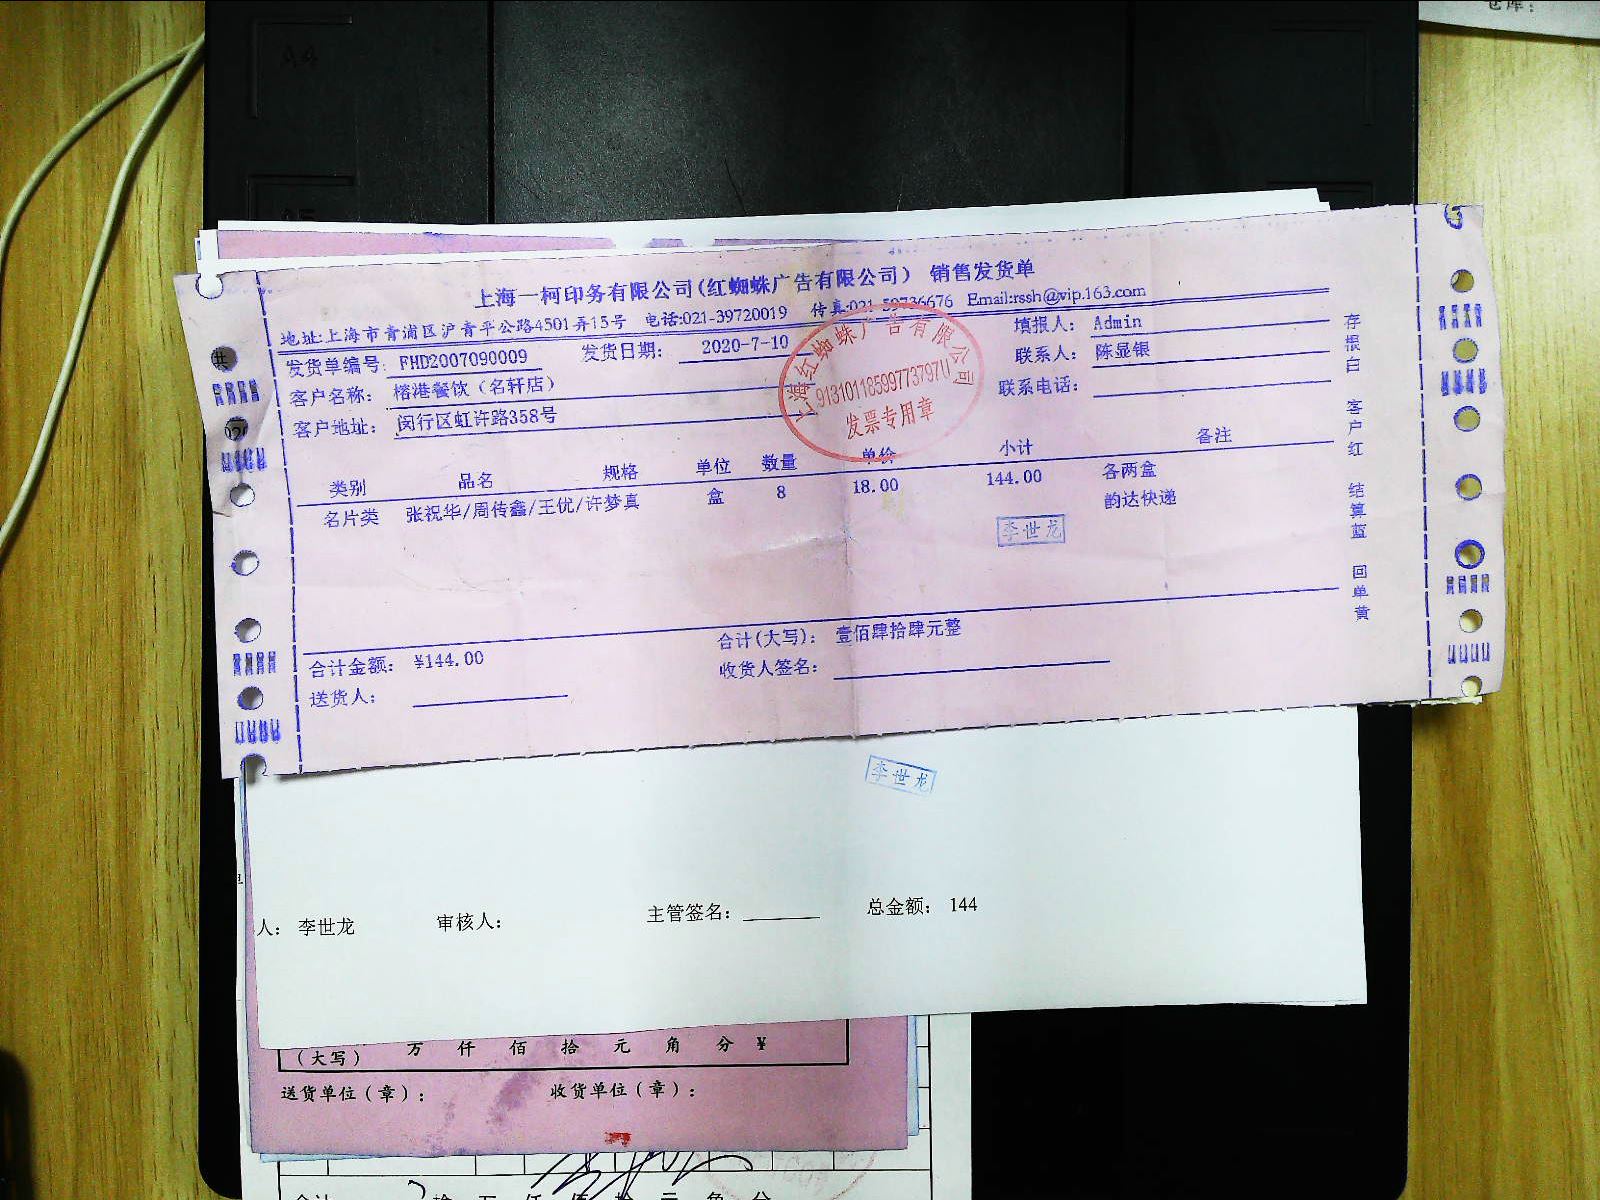 仓库：
A4
A5
上海一柯印务有限公司(红蜘蛛广告有限公司) 销售发货单
地址:上海市青浦区沪青平公路4501弄15号 电话:021-39720019 传真:021-59736676 Email:rssh@vip.163.com
发货单编号: FHD2007090009 发货日期: 2020-7-10 填报人: Admin
客户名称: 榕港餐饮(名轩店) 联系人: 陈显银
客户地址: 闵行区虹许路358号 联系电话:
上海红蜘蛛广告有限公司
发票专用章
类别 品名 规格 单位 数量 单价 小计 备注
名片类 张祝华/周传鑫/王优/许梦真 盒 8 18.00 144.00 各两盒
韵达快递
李世龙
合计金额: ¥144.00 合计(大写): 壹佰肆拾肆元整
送货人: 收货人签名:
存根白 客户红 结算蓝 回单黄
李世龙
人: 李世龙 审核人: 主管签名: 总金额: 144
(大写) 万 仟 佰 拾 元 角 分 ¥
送货单位(章): 收货单位(章):